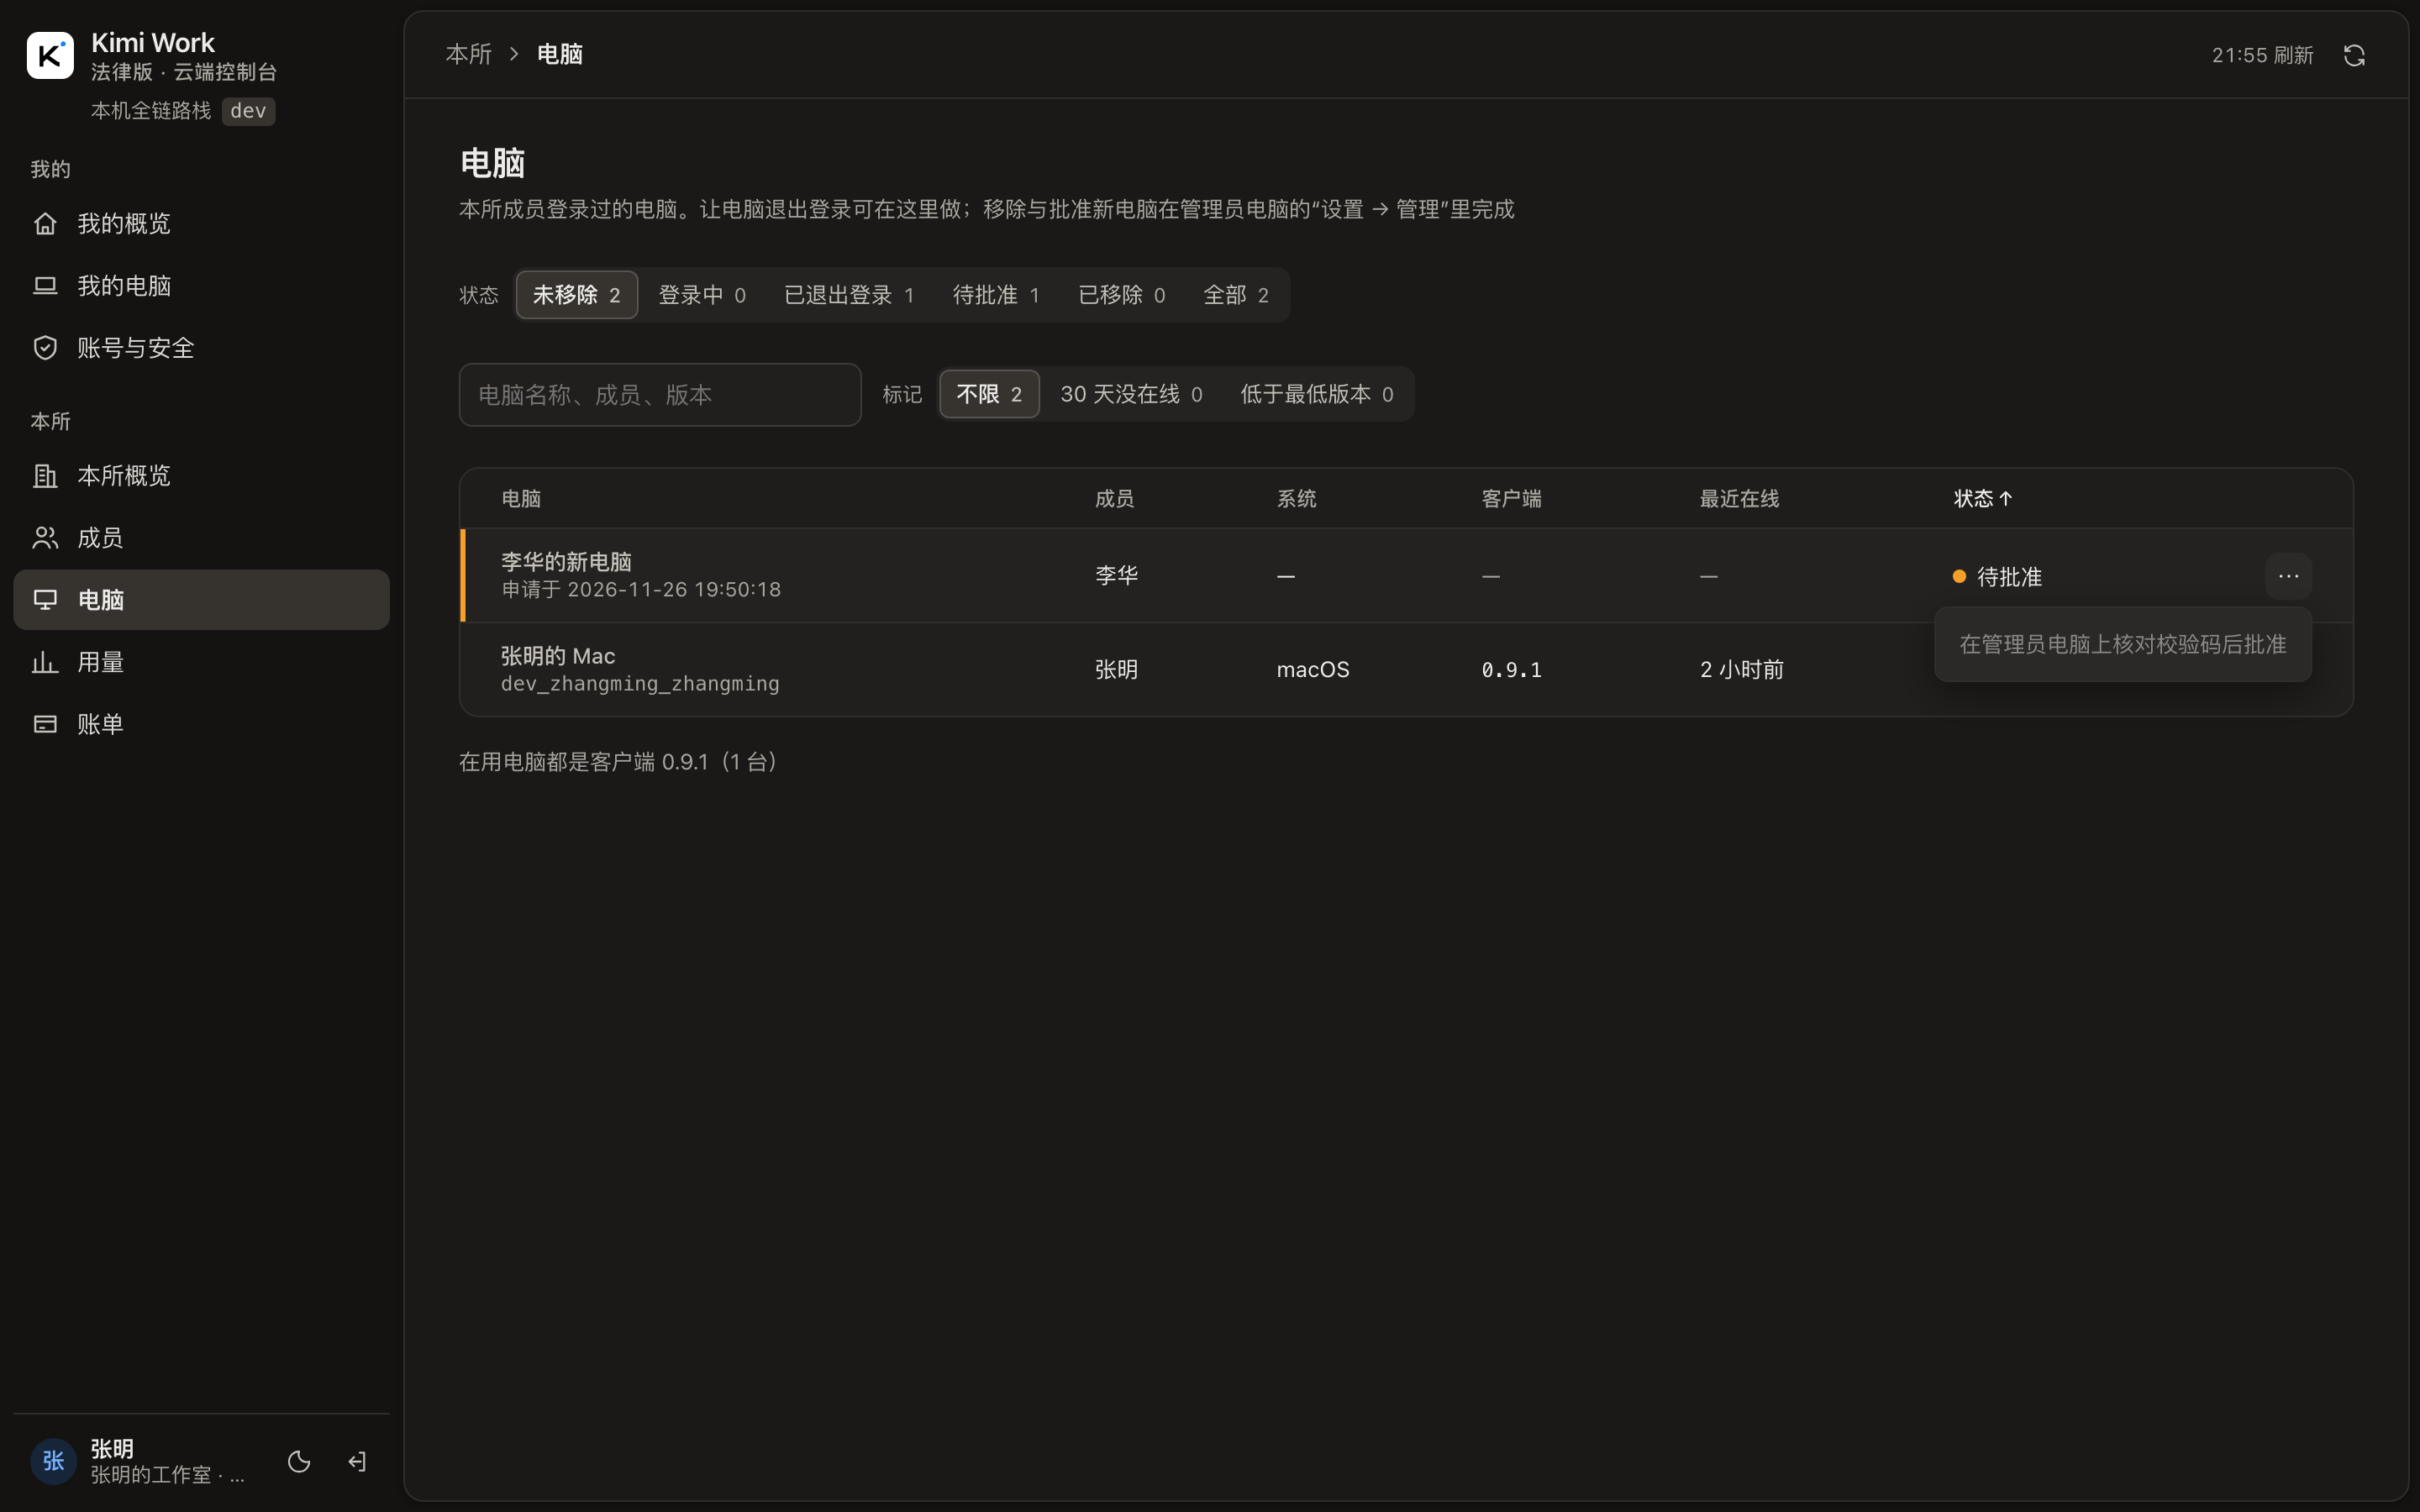 Kimi Work
法律版 · 云端控制台
本机全链路栈 dev
我的
我的概览
我的电脑
账号与安全
本所
本所概览
成员
电脑
用量
账单
张
张明
张明的工作室 · ...
本所 > 电脑
21:55 刷新
电脑
本所成员登录过的电脑。让电脑退出登录可在这里做；移除与批准新电脑在管理员电脑的“设置 → 管理”里完成
状态 未移除 2 登录中 0 已退出登录 1 待批准 1 已移除 0 全部 2
电脑名称、成员、版本 标记 不限 2 30 天没在线 0 低于最低版本 0
电脑 成员 系统 客户端 最近在线 状态 ↑
李华的新电脑
申请于 2026-11-26 19:50:18
李华 — — — 待批准 ···
在管理员电脑上核对校验码后批准
张明的 Mac
dev_zhangming_zhangming
张明 macOS 0.9.1 2 小时前
在用电脑都是客户端 0.9.1（1 台）